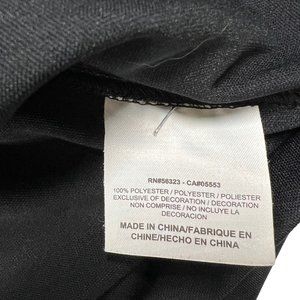 RN#56323 - CA#05553
100% POLYESTER / POLYESTER / POLIESTER
EXCLUSIVE OF DECORATION / DECORATION
NON COMPRISE / NO INCLUYE LA
DECORACION
MADE IN CHINA/FABRIQUE EN
CHINE/HECHO EN CHINA